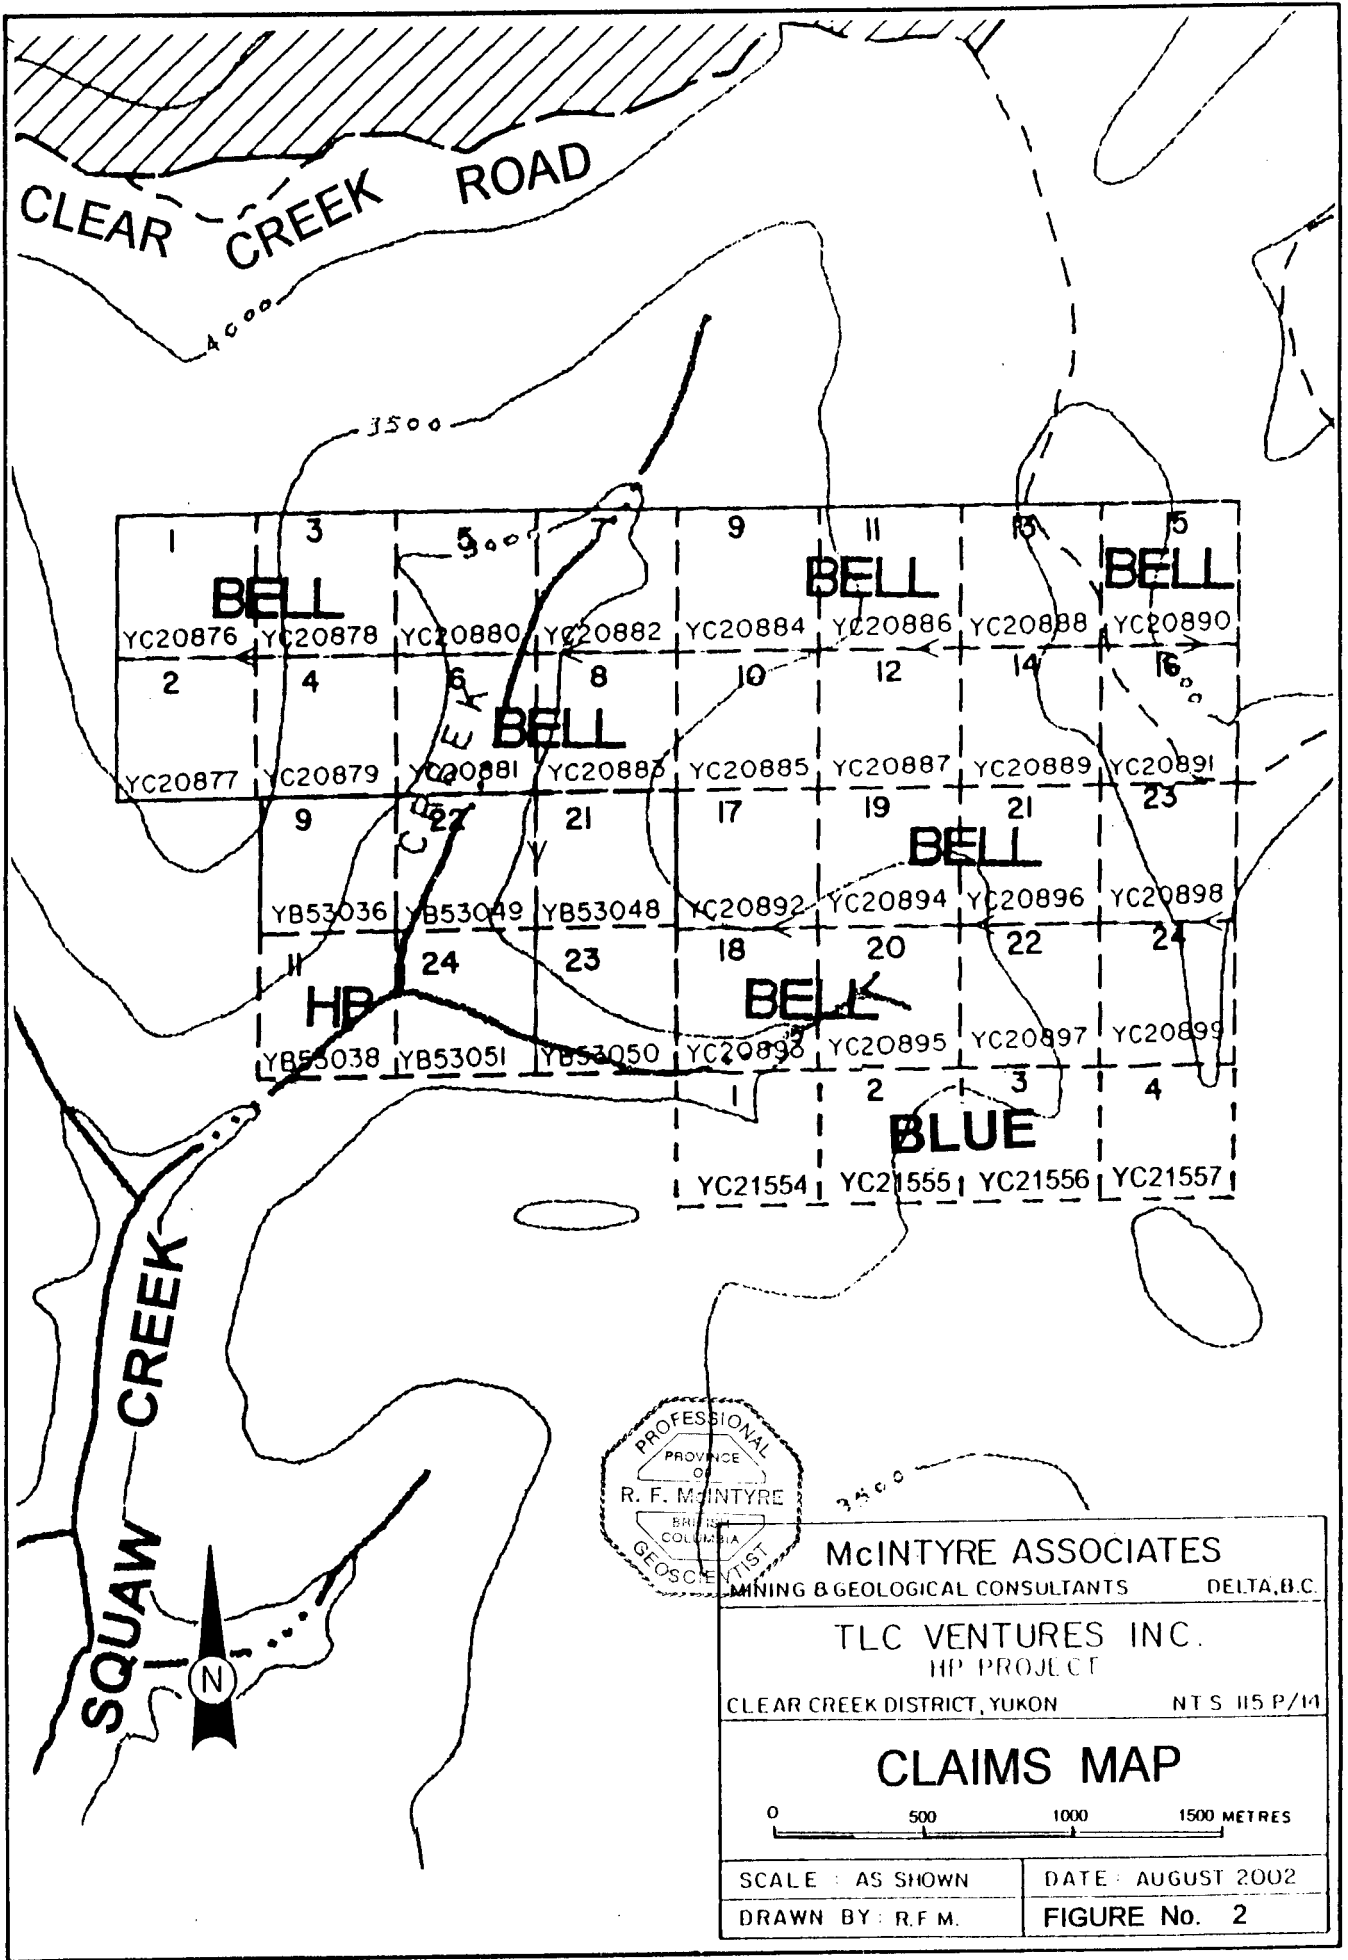 CLEAR CREEK ROAD
4000
3500
1 3 5 7 9 11 13 5
3000
BELL BELL BELL
YC20876 YC20878 YC20880 YC20882 YC20884 YC20886 YC20888 YC20890
2 4 6 8 10 12 14 16
BELL
CREEK
YC20877 YC20879 YC20881 YC20883 YC20885 YC20887 YC20889 YC20891
9 22 21 17 19 21 23
BELL
YB53036 YB53049 YB53048 YC20892 YC20894 YC20896 YC20898
11 24 23 18 20 22 24
HP BELL
YB53038 YB53051 YB53050 YC20893 YC20895 YC20897 YC20899
1 2 3 4
BLUE
YC21554 YC21555 YC21556 YC21557
SQUAW CREEK
N
PROFESSIONAL
PROVINCE
OF
R. F. McINTYRE
BRITISH
COLUMBIA
GEOSCIENTIST
3500
McINTYRE ASSOCIATES
MINING & GEOLOGICAL CONSULTANTS DELTA, B.C.
TLC VENTURES INC.
HP PROJECT
CLEAR CREEK DISTRICT, YUKON NTS 115 P/14
CLAIMS MAP
0 500 1000 1500 METRES
SCALE : AS SHOWN
DATE : AUGUST 2002
DRAWN BY : R.F.M.
FIGURE No. 2